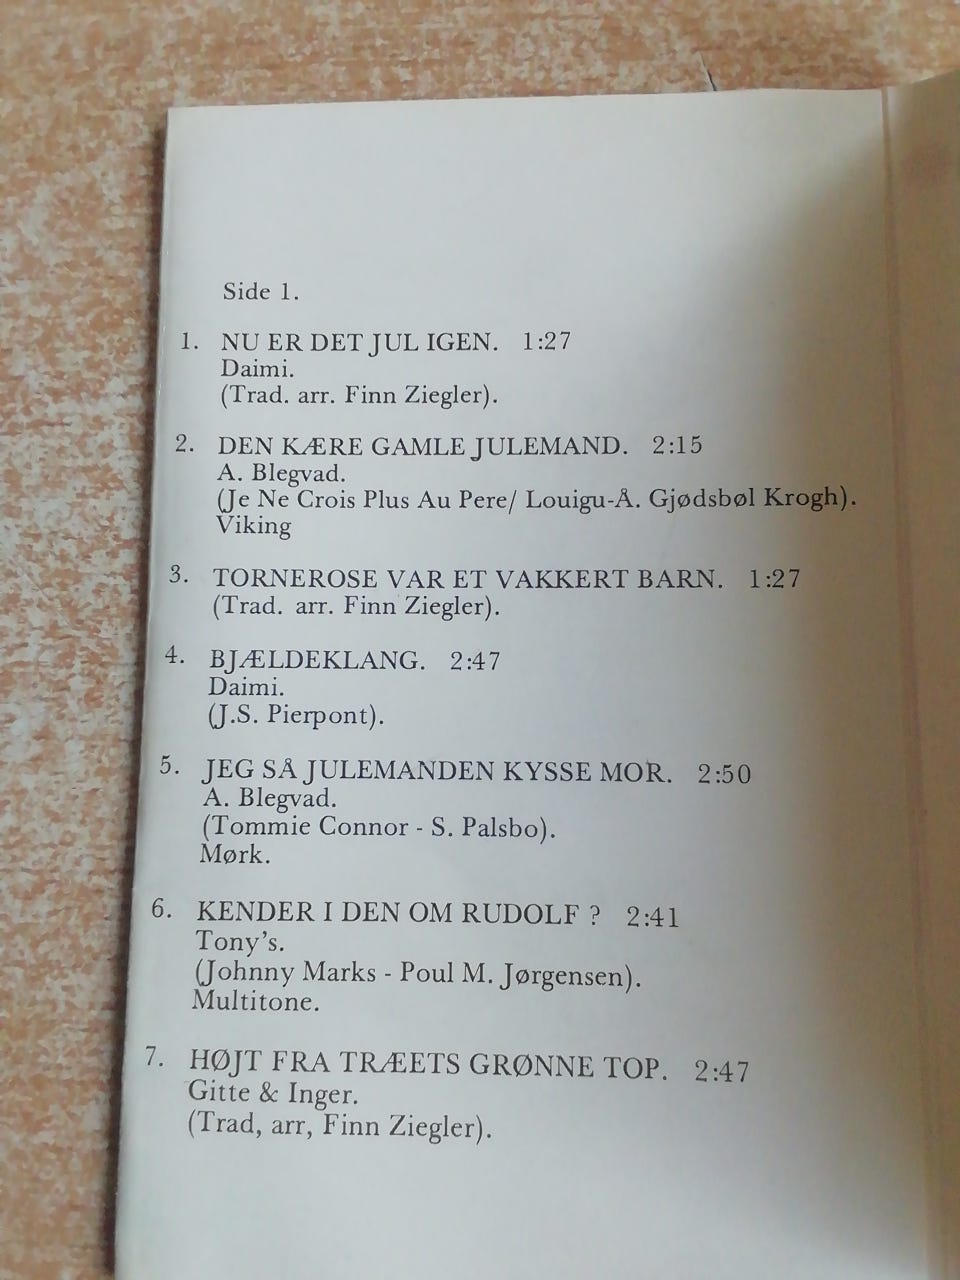 Side 1.
1. NU ER DET JUL IGEN. 1:27
Daimi.
(Trad. arr. Finn Ziegler).
2. DEN KÆRE GAMLE JULEMAND. 2:15
A. Blegvad.
(Je Ne Crois Plus Au Pere/ Louigu-Å. Gjødsbøl Krogh).
Viking
3. TORNEROSE VAR ET VAKKERT BARN. 1:27
(Trad. arr. Finn Ziegler).
4. BJÆLDEKLANG. 2:47
Daimi.
(J.S. Pierpont).
5. JEG SÅ JULEMANDEN KYSSE MOR. 2:50
A. Blegvad.
(Tommie Connor - S. Palsbo).
Mørk.
6. KENDER I DEN OM RUDOLF ? 2:41
Tony's.
(Johnny Marks - Poul M. Jørgensen).
Multitone.
7. HØJT FRA TRÆETS GRØNNE TOP. 2:47
Gitte & Inger.
(Trad, arr, Finn Ziegler).